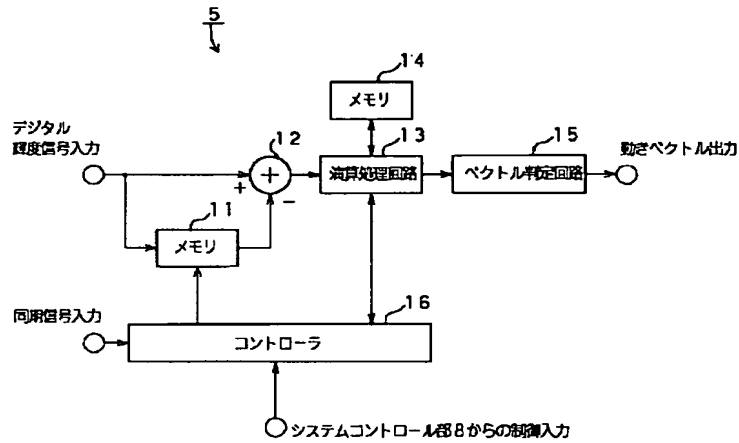 5
14
メモリ
デジタル
輝度信号入力
12
13
15
動きベクトル出力
+
演算処理回路
ベクトル判定回路
+
−
11
メモリ
同期信号入力
16
コントローラ
システムコントロール部8からの制御入力